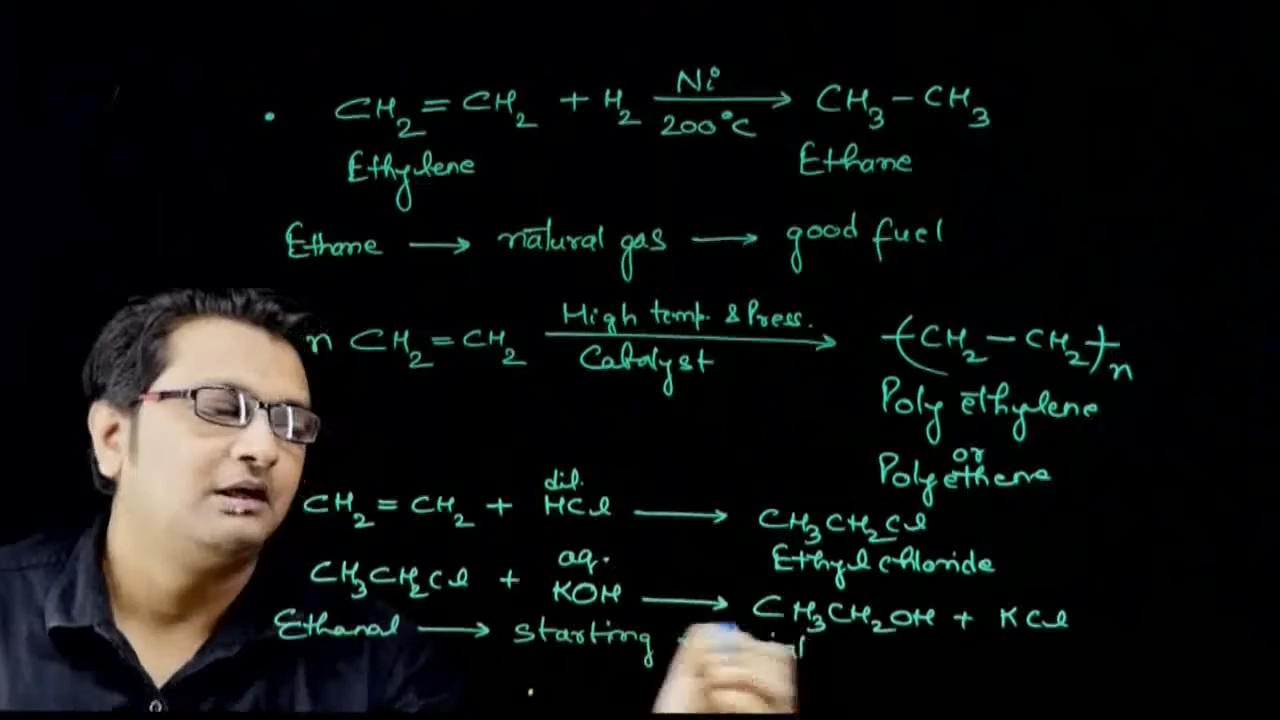 • CH₂=CH₂ + H₂ Ni 200°C → CH₃–CH₃
Ethylene Ethane
Ethane → natural gas → good fuel
n CH₂=CH₂ High temp. & Press. Catalyst → –(CH₂–CH₂)–n
Poly ethylene
or
Polyethene
CH₂=CH₂ + dil. HCl → CH₃CH₂Cl
Ethyl chloride
CH₃CH₂Cl + aq. KOH → CH₃CH₂OH + KCl
Ethanal → starting